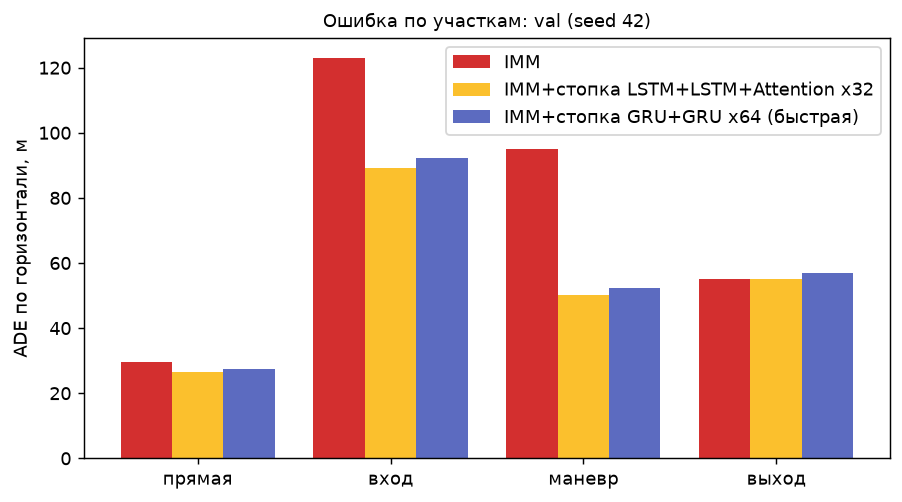 Ошибка по участкам: val (seed 42)
IMM
IMM+стопка LSTM+LSTM+Attention x32
IMM+стопка GRU+GRU x64 (быстрая)
ADE по горизонтали, м
120
100
80
60
40
20
0
прямая вход маневр выход